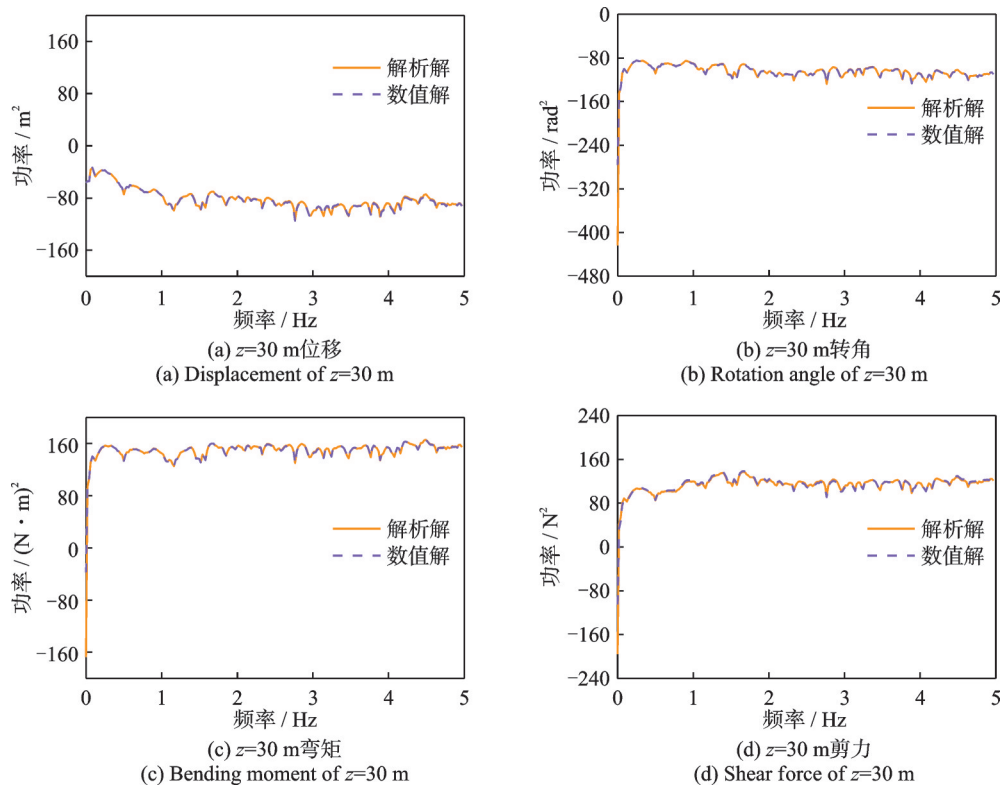 160
80
0
−80
−160
功率 / m²
解析解
数值解
0 1 2 3 4 5
频率 / Hz
(a) z=30 m位移
(a) Displacement of z=30 m
0
−80
−160
−240
−320
−400
−480
功率 / rad²
解析解
数值解
0 1 2 3 4 5
频率 / Hz
(b) z=30 m转角
(b) Rotation angle of z=30 m
160
80
0
−80
−160
功率 / (N·m)²
解析解
数值解
0 1 2 3 4 5
频率 / Hz
(c) z=30 m弯矩
(c) Bending moment of z=30 m
240
160
80
0
−80
−160
−240
功率 / N²
解析解
数值解
0 1 2 3 4 5
频率 / Hz
(d) z=30 m剪力
(d) Shear force of z=30 m